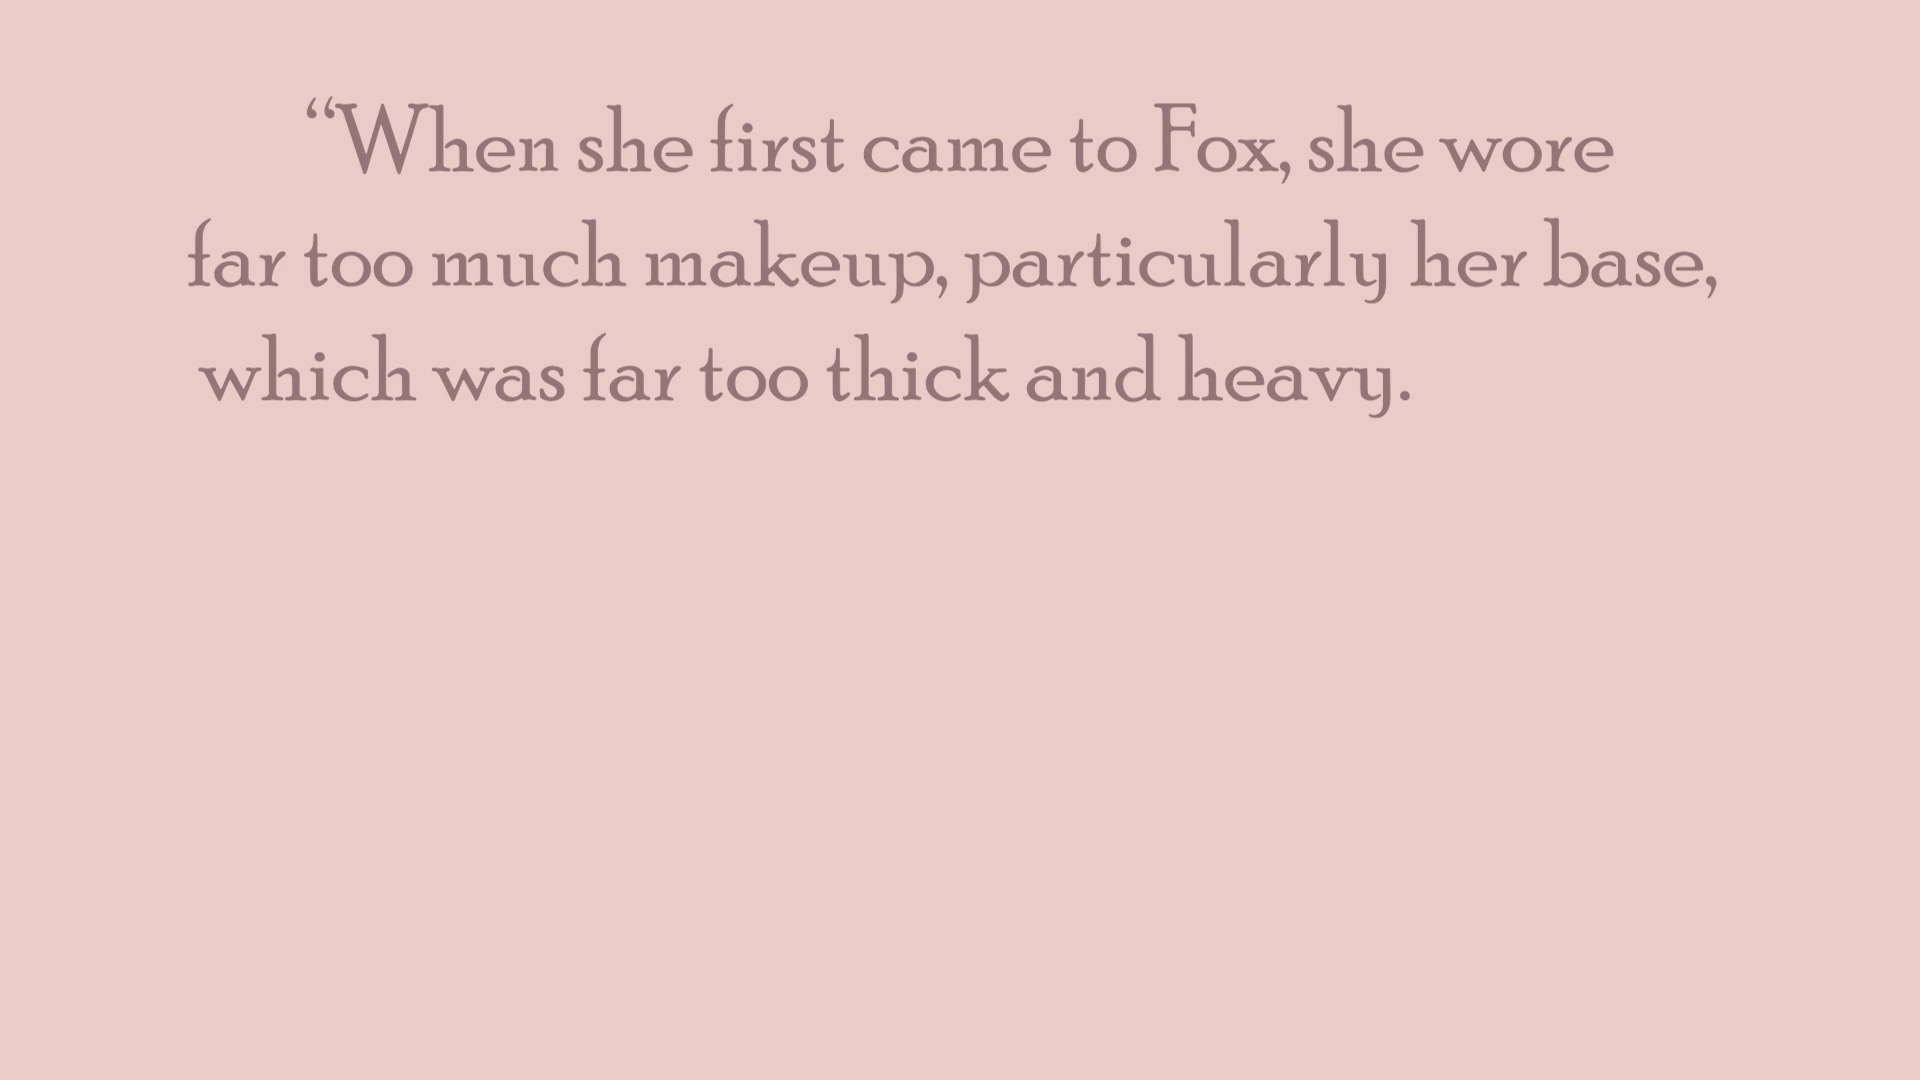 “When she first came to Fox, she wore
far too much makeup, particularly her base,
which was far too thick and heavy.